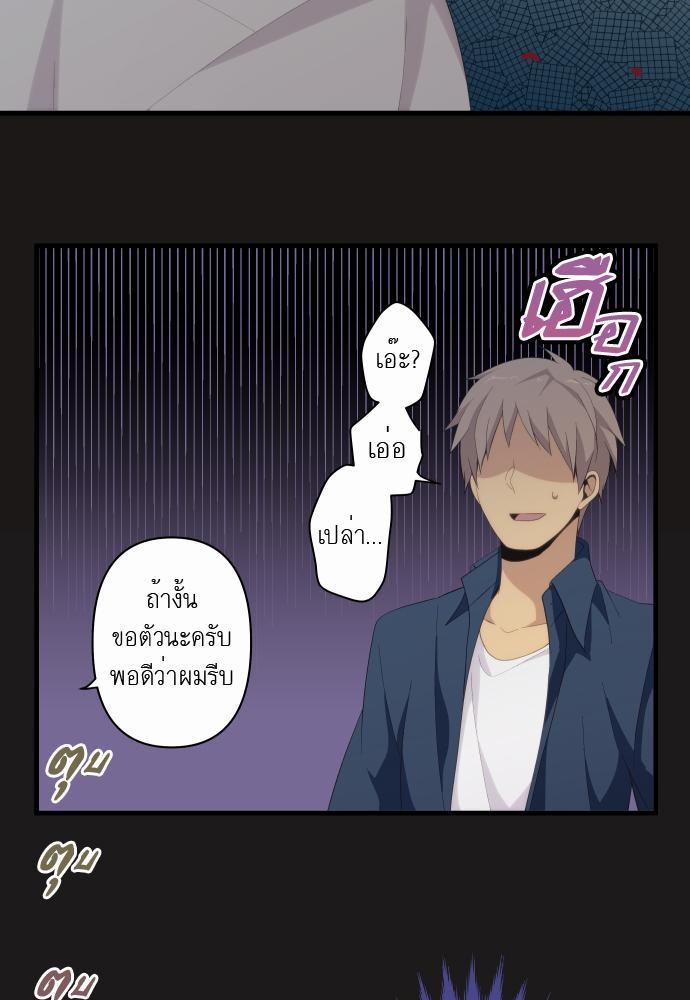 เฮือก
เอ๊ะ?
เอ่อ
เปล่า...
ถ้างั้น
ขอตัวนะครับ
พอดีว่าผมรีบ
ตุบ
ตุบ
ตุบ